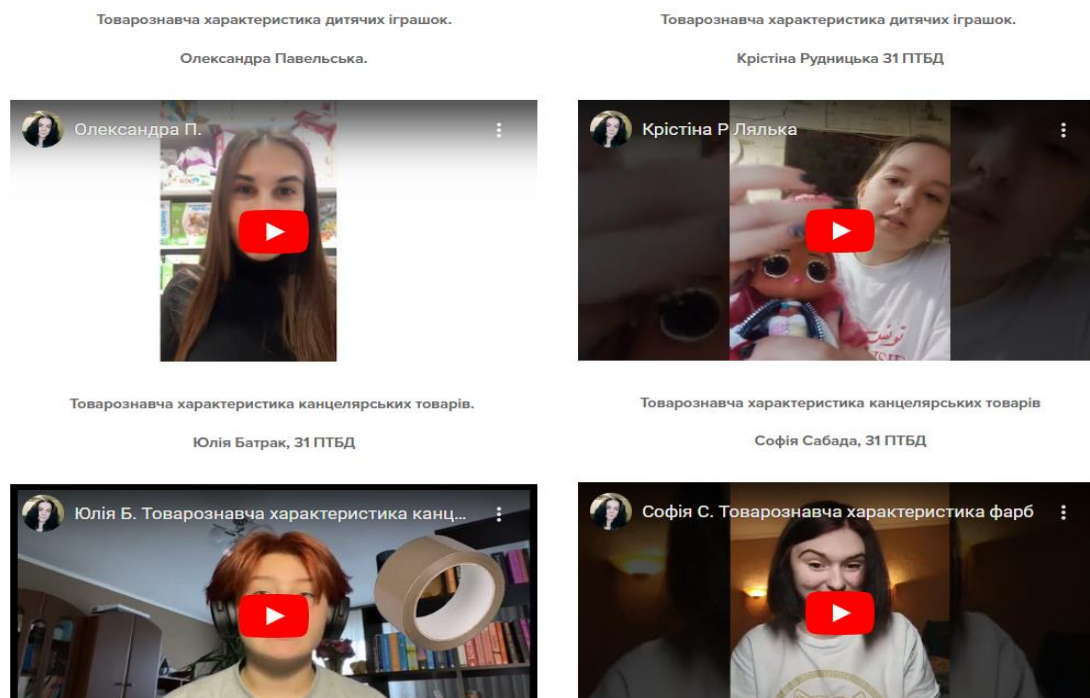 Товарознавча характеристика дитячих іграшок.
Олександра Павельська.
Олександра П.
Товарознавча характеристика дитячих іграшок.
Крістіна Рудницька 31 ПТБД
Крістіна Р Лялька
تونس
Товарознавча характеристика канцелярських товарів.
Юлія Батрак, 31 ПТБД
Юлія Б. Товарознавча характеристика канц...
Товарознавча характеристика канцелярських товарів
Софія Сабада, 31 ПТБД
Софія С. Товарознавча характеристика фарб